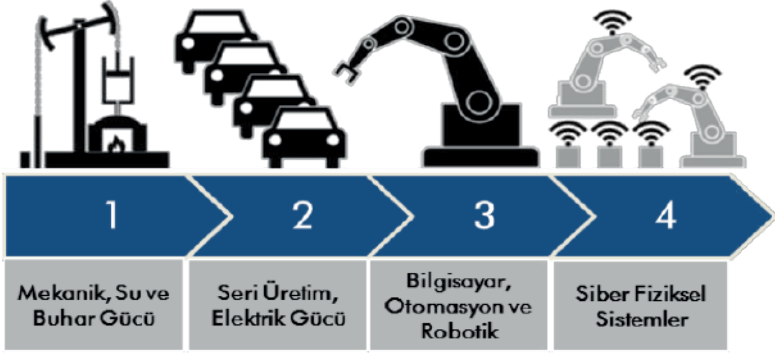 1
2
3
4
Mekanik, Su ve
Buhar Gücü
Seri Üretim,
Elektrik Gücü
Bilgisayar,
Otomasyon ve
Robotik
Siber Fiziksel
Sistemler